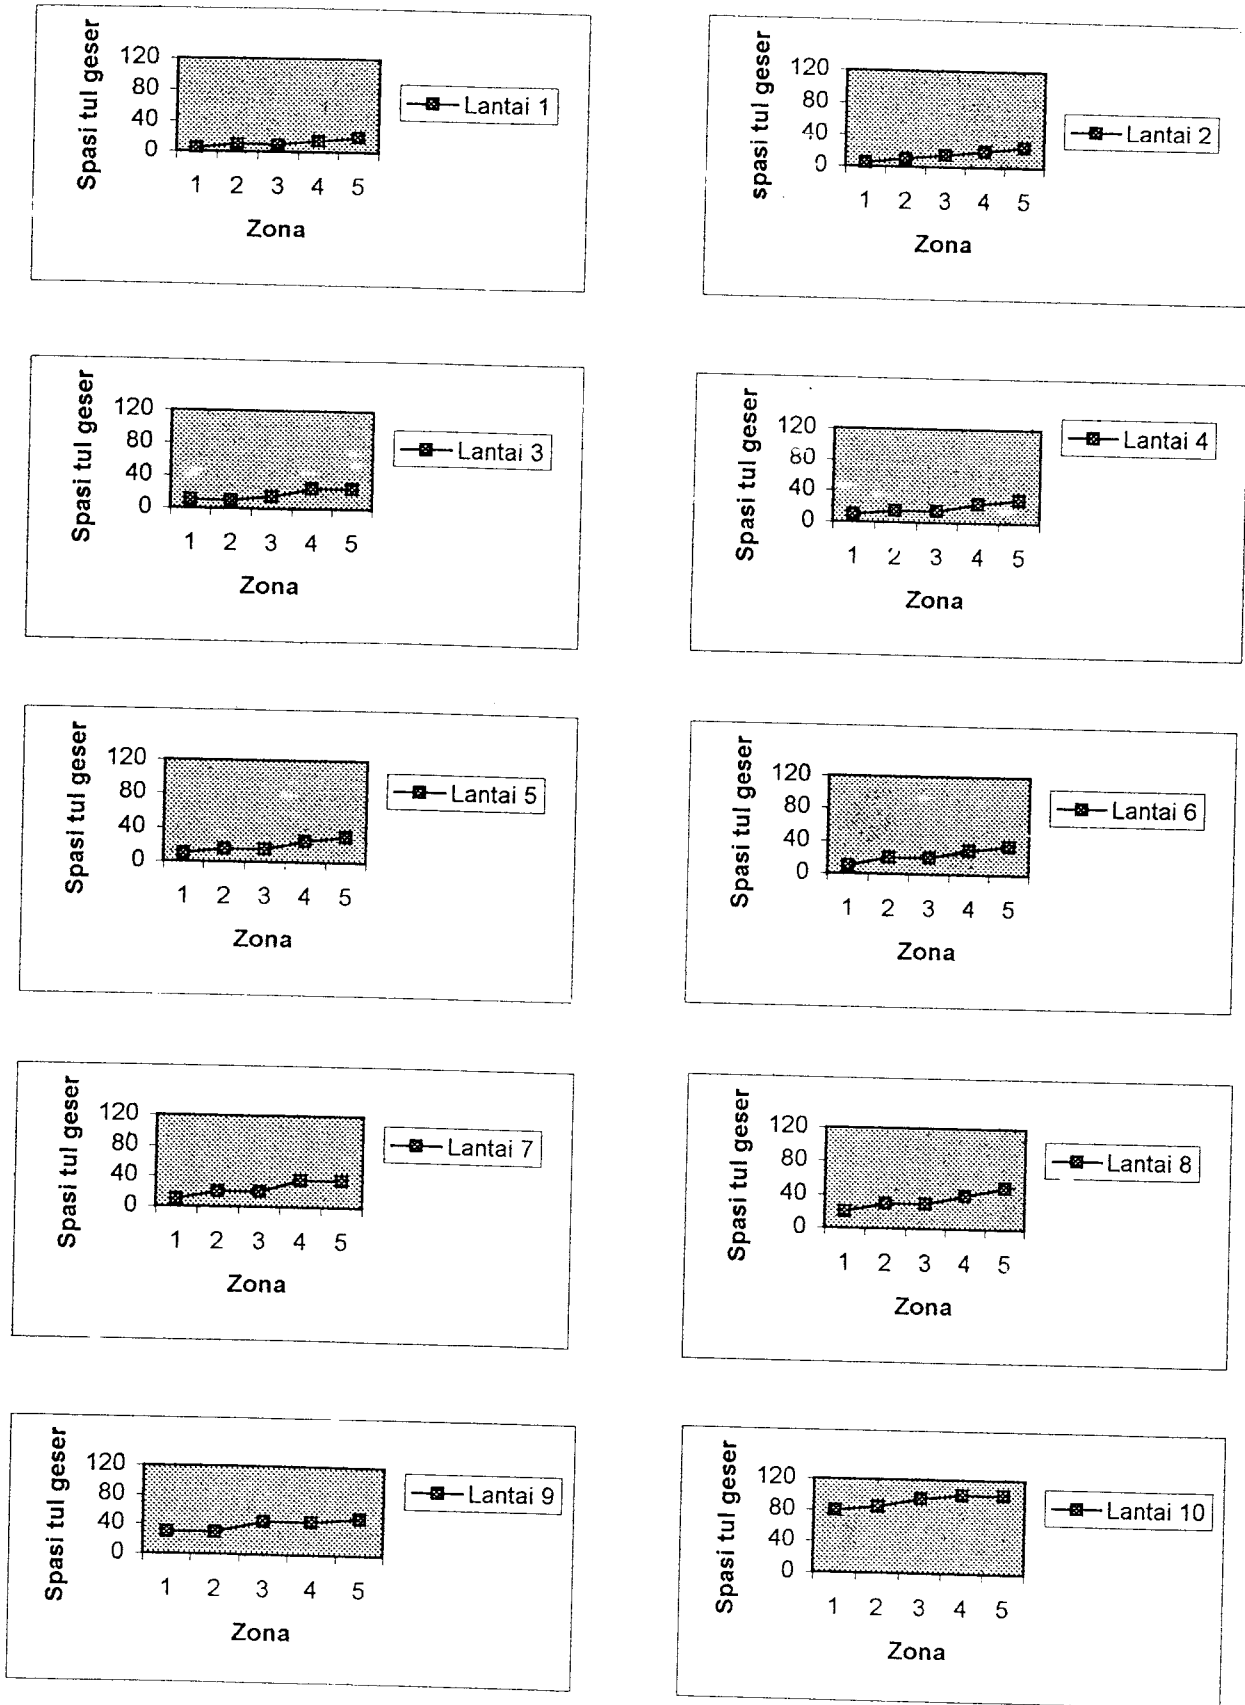 Spasi tul geser
120
80
40
0
1 2 3 4 5
Zona
Lantai 1
spasi tul geser
120
80
40
0
1 2 3 4 5
Zona
Lantai 2
Spasi tul geser
120
80
40
0
1 2 3 4 5
Zona
Lantai 3
Spasi tul geser
120
80
40
0
1 2 3 4 5
Zona
Lantai 4
Spasi tul geser
120
80
40
0
1 2 3 4 5
Zona
Lantai 5
Spasi tul geser
120
80
40
0
1 2 3 4 5
Zona
Lantai 6
Spasi tul geser
120
80
40
0
1 2 3 4 5
Zona
Lantai 7
Spasi tul geser
120
80
40
0
1 2 3 4 5
Zona
Lantai 8
Spasi tul geser
120
80
40
0
1 2 3 4 5
Zona
Lantai 9
Spasi tul geser
120
80
40
0
1 2 3 4 5
Zona
Lantai 10